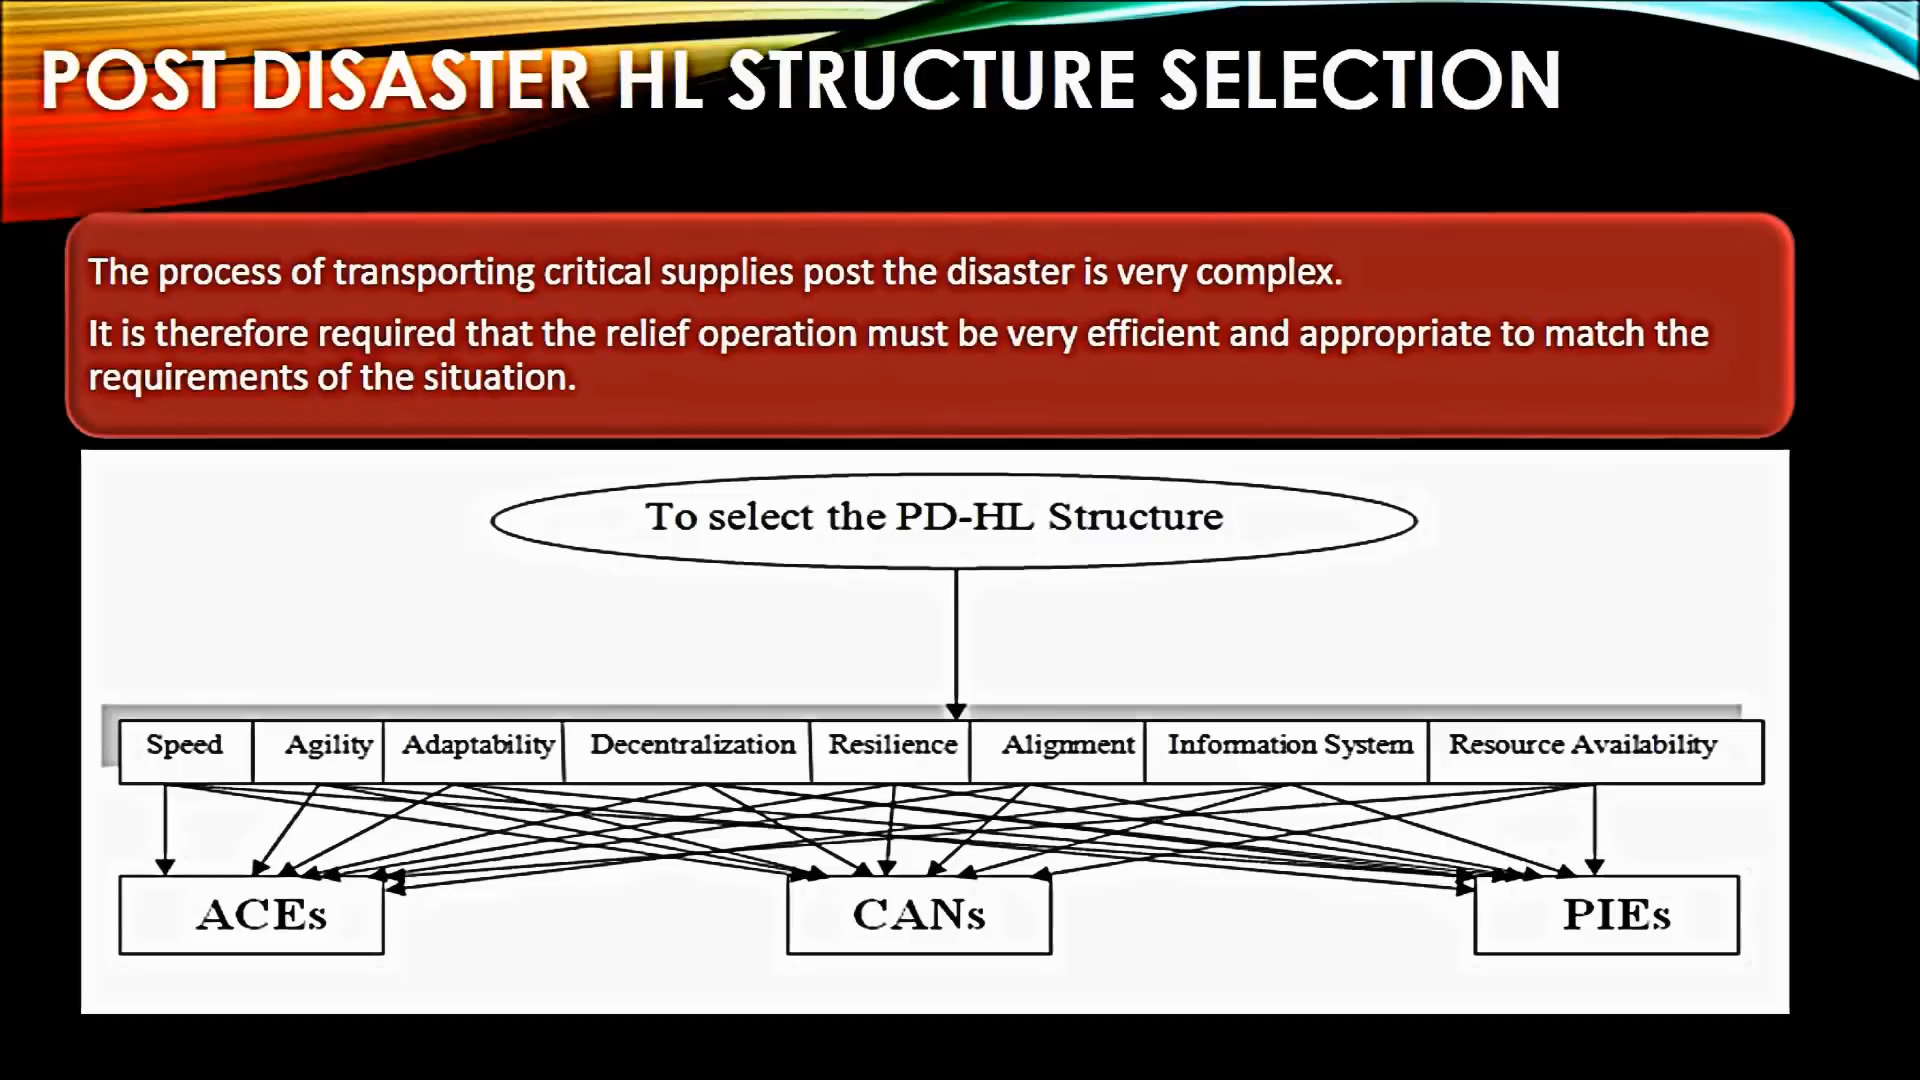 POST DISASTER HL STRUCTURE SELECTION
The process of transporting critical supplies post the disaster is very complex.
It is therefore required that the relief operation must be very efficient and appropriate to match the
requirements of the situation.
To select the PD-HL Structure
Speed Agility Adaptability Decentralization Resilience Alignment Information System Resource Availability
ACEs CANs PIEs